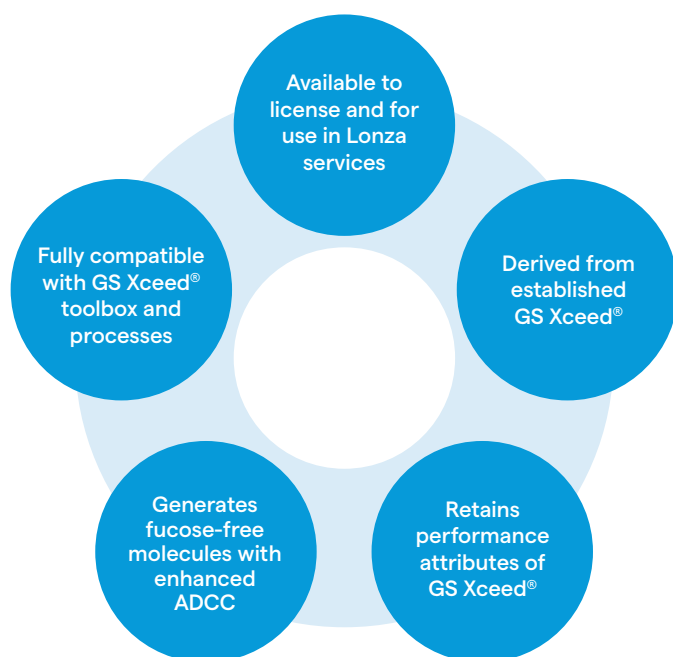 Available to
license and for
use in Lonza
services
Fully compatible
with GS Xceed®
toolbox and
processes
Derived from
established
GS Xceed®
Generates
fucose-free
molecules with
enhanced
ADCC
Retains
performance
attributes of
GS Xceed®